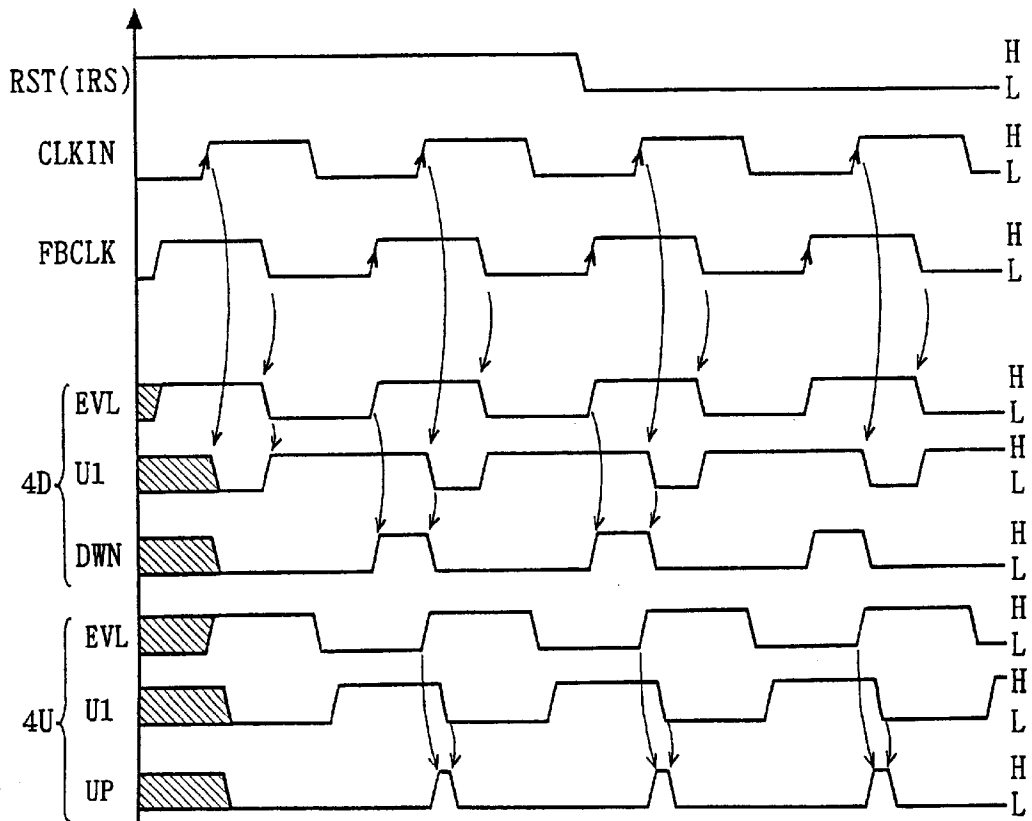 RST(IRS) H
L
CLKIN H
L
FBCLK H
L
4D
EVL H
L
U1 H
L
DWN H
L
4U
EVL H
L
U1 H
L
UP H
L